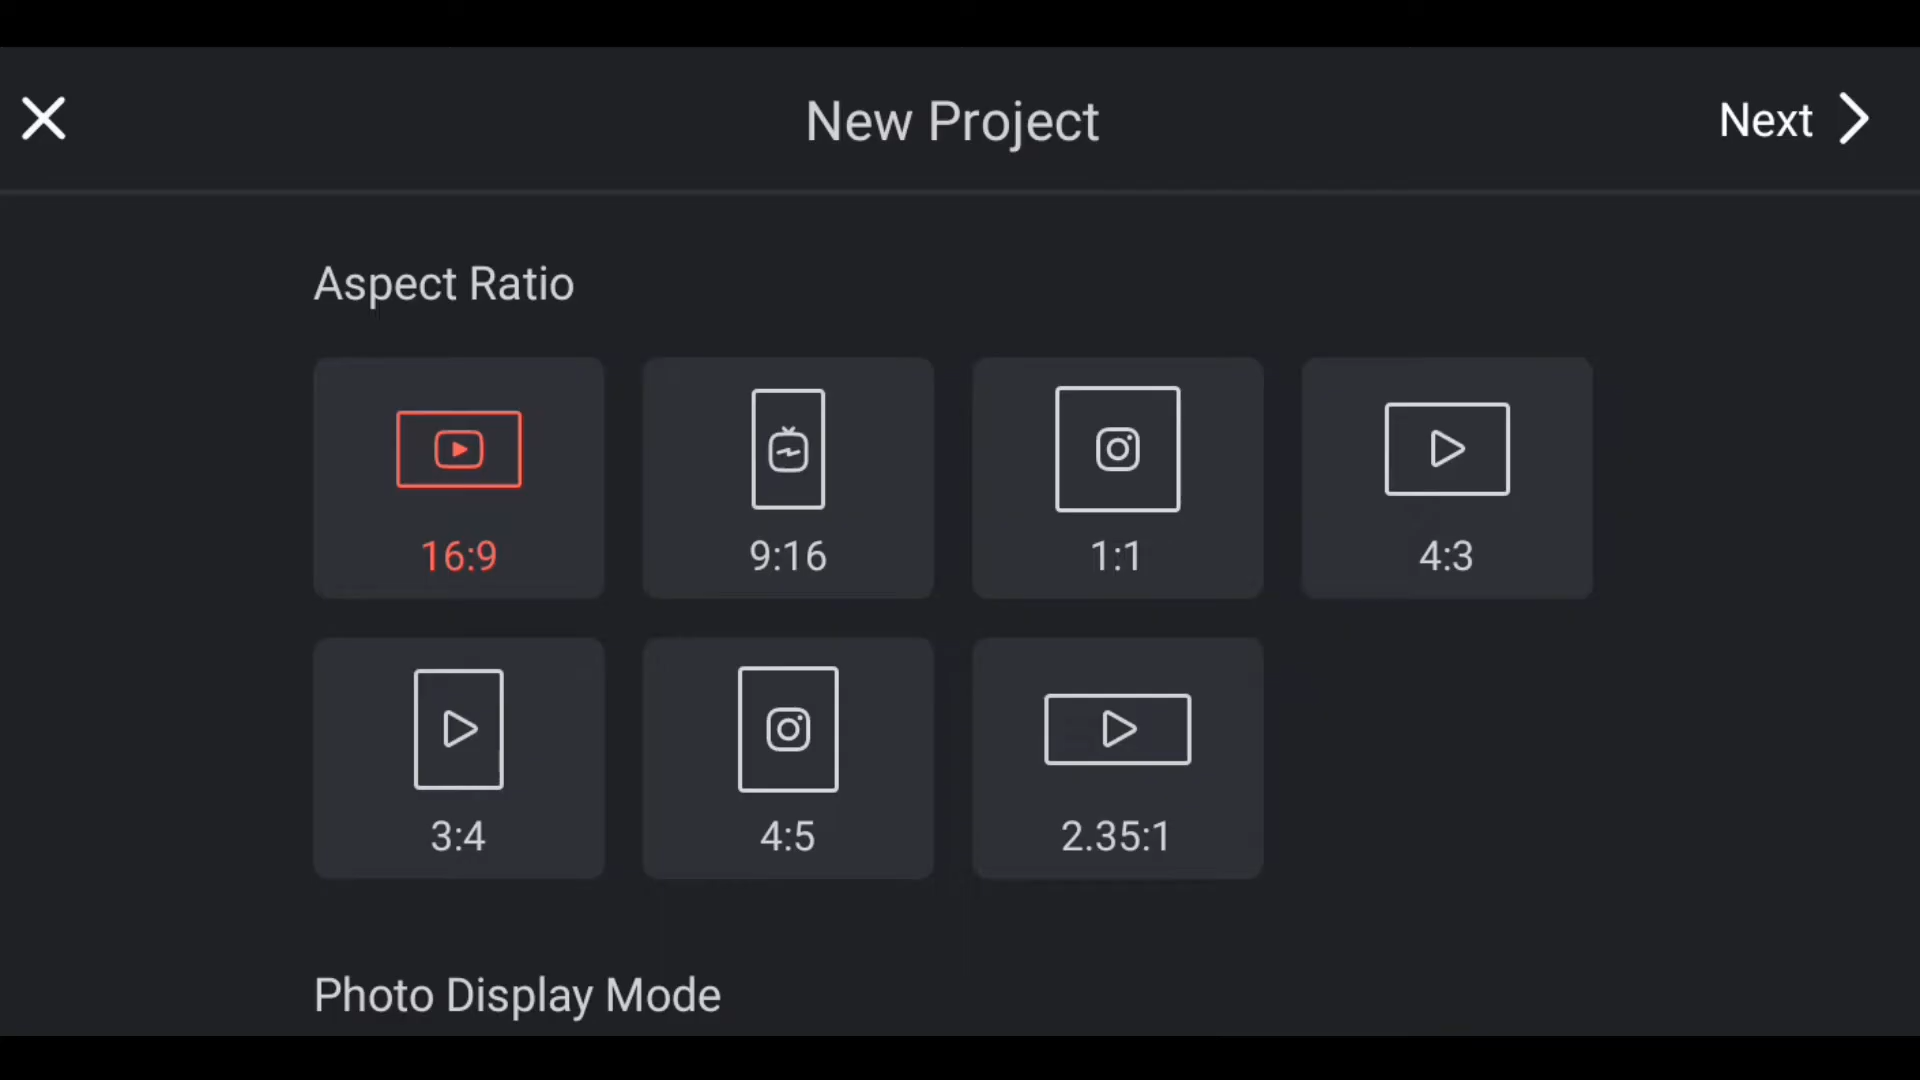 New Project
Next
Aspect Ratio
16:9
9:16
1:1
4:3
3:4
4:5
2.35:1
Photo Display Mode